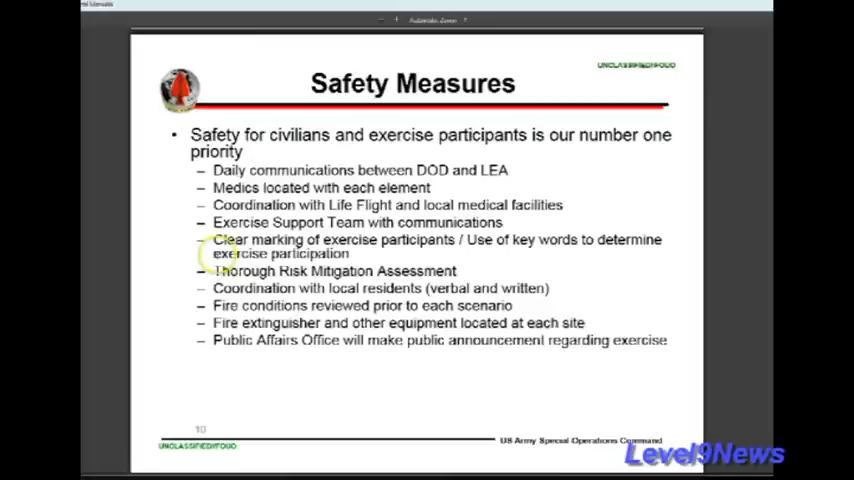 Automatic Zoom
UNCLASSIFIED//FOUO
Safety Measures
• Safety for civilians and exercise participants is our number one
priority
– Daily communications between DOD and LEA
– Medics located with each element
– Coordination with Life Flight and local medical facilities
– Exercise Support Team with communications
– Clear marking of exercise participants / Use of key words to determine
exercise participation
– Thorough Risk Mitigation Assessment
– Coordination with local residents (verbal and written)
– Fire conditions reviewed prior to each scenario
– Fire extinguisher and other equipment located at each site
– Public Affairs Office will make public announcement regarding exercise
10
UNCLASSIFIED//FOUO
US Army Special Operations Command
Level9News